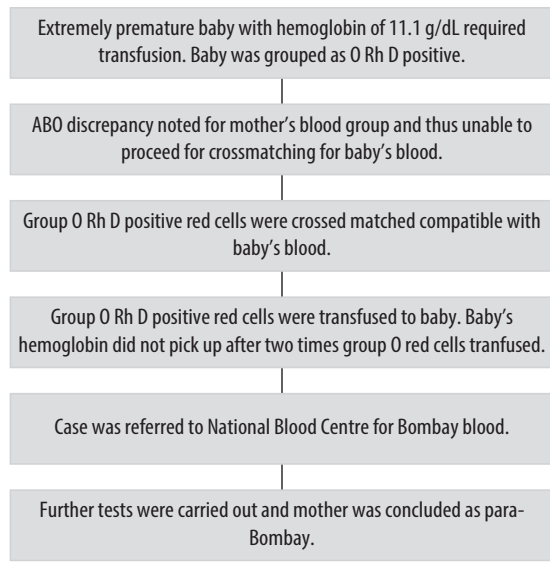 Extremely premature baby with hemoglobin of 11.1 g/dL required
transfusion. Baby was grouped as O Rh D positive.
ABO discrepancy noted for mother's blood group and thus unable to
proceed for crossmatching for baby's blood.
Group O Rh D positive red cells were crossed matched compatible with
baby's blood.
Group O Rh D positive red cells were transfused to baby. Baby's
hemoglobin did not pick up after two times group O red cells tranfused.
Case was referred to National Blood Centre for Bombay blood.
Further tests were carried out and mother was concluded as para-
Bombay.